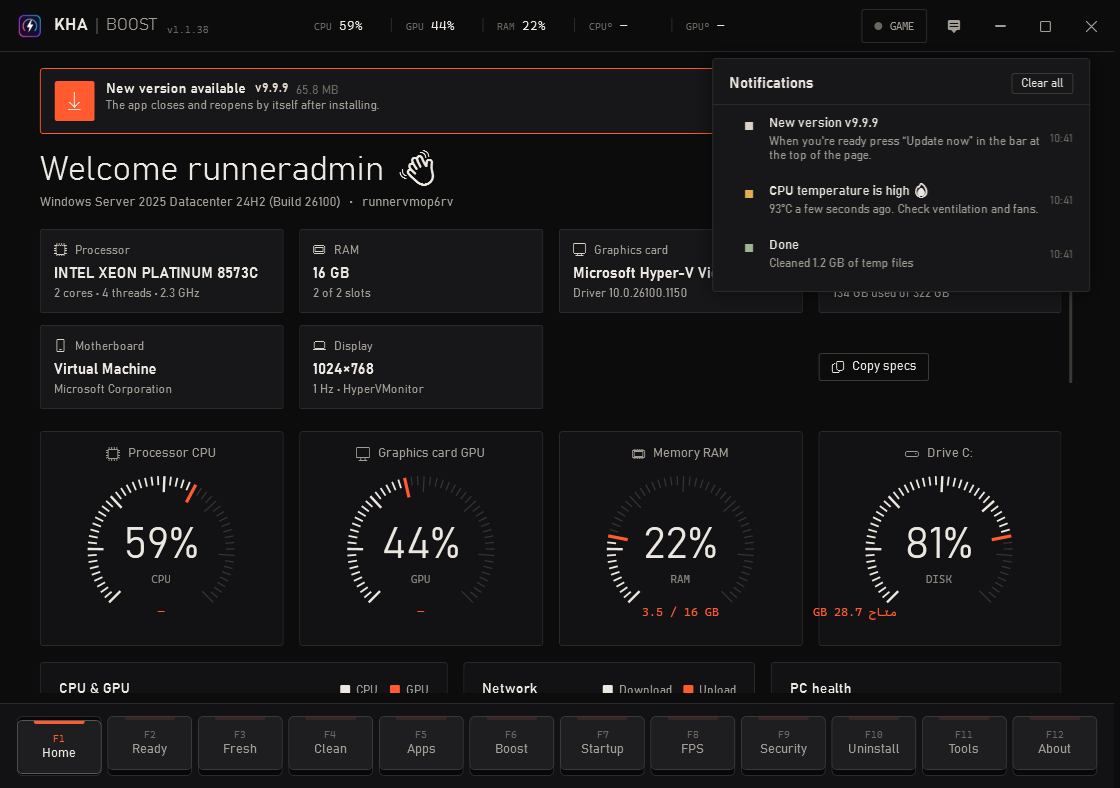 KHA | BOOST v1.1.38
CPU 59% GPU 44% RAM 22% CPU° — GPU° —
GAME
New version available v9.9.9 65.8 MB
The app closes and reopens by itself after installing.
Notifications
Clear all
New version v9.9.9
When you're ready press “Update now” in the bar at
the top of the page.
10:41
CPU temperature is high
93°C a few seconds ago. Check ventilation and fans.
10:41
Done
Cleaned 1.2 GB of temp files
10:41
Welcome runneradmin
Windows Server 2025 Datacenter 24H2 (Build 26100) • runnervmop6rv
Processor
INTEL XEON PLATINUM 8573C
2 cores • 4 threads • 2.3 GHz
RAM
16 GB
2 of 2 slots
Graphics card
Microsoft Hyper-V Vi
Driver 10.0.26100.1150
134 GB used of 322 GB
Motherboard
Virtual Machine
Microsoft Corporation
Display
1024×768
1 Hz • HyperVMonitor
Copy specs
Processor CPU
59%
CPU
—
Graphics card GPU
44%
GPU
—
Memory RAM
22%
RAM
3.5 / 16 GB
Drive C:
81%
DISK
متاح 28.7 GB
CPU & GPU
CPU GPU
Network
Download Upload
PC health
F1 Home
F2 Ready
F3 Fresh
F4 Clean
F5 Apps
F6 Boost
F7 Startup
F8 FPS
F9 Security
F10 Uninstall
F11 Tools
F12 About